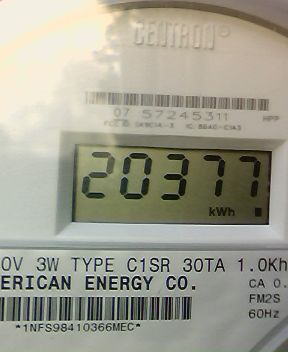 CENTRON®
07 57245311 HPP
20377
kWh
0V 3W TYPE C1SR 30TA 1.0Kh
ERICAN ENERGY CO. CA 0.
FM2S
60Hz
*1NFS98410366MEC*